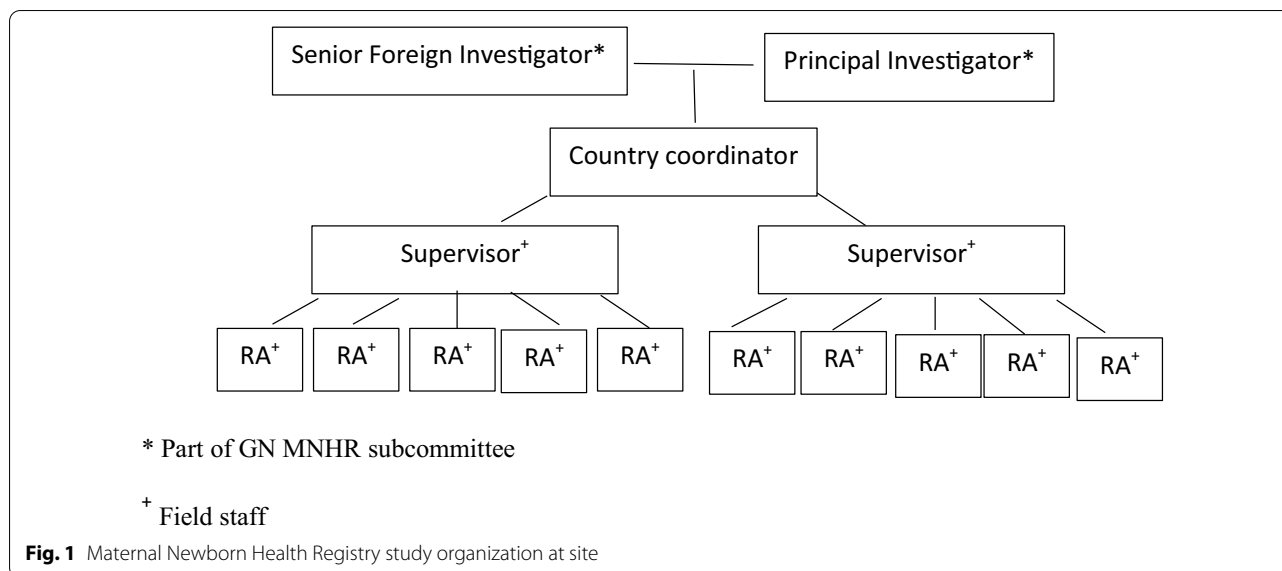 Senior Foreign Investigator*
Principal Investigator*
Country coordinator
Supervisor+
Supervisor+
RA+ RA+ RA+ RA+ RA+ RA+ RA+ RA+ RA+ RA+
* Part of GN MNHR subcommittee
+ Field staff
Fig. 1 Maternal Newborn Health Registry study organization at site